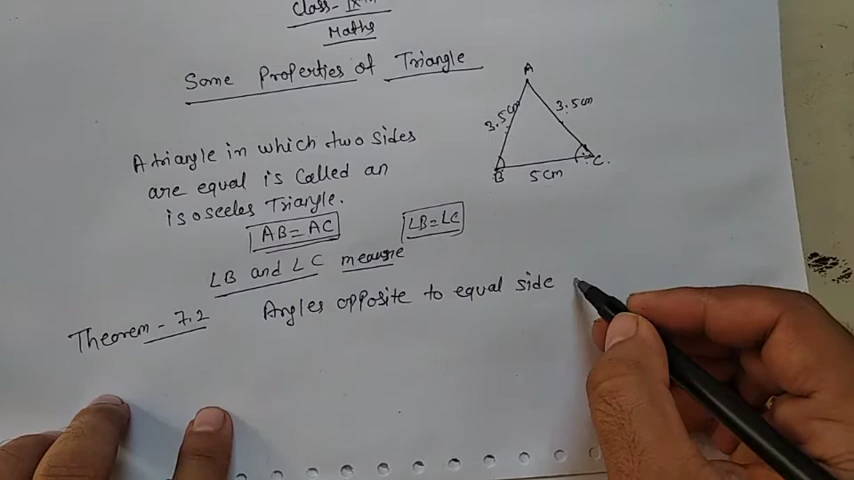 Class- IX
Maths
Some Properties of Triangle
A
3.5cm
3.5cm
B
C.
5cm
A triangle in which two sides
are equal is called an
isosceles Triangle.
AB=AC
∠B=∠C
∠B and ∠C measure
Theorem-7.2
Angles opposite to equal side